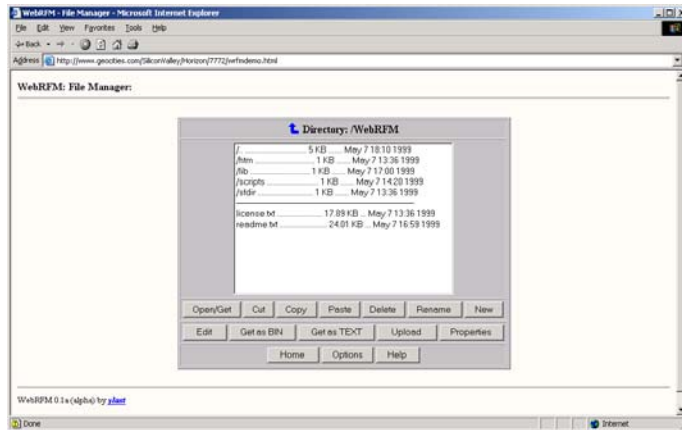 WebRFM - File Manager - Microsoft Internet Explorer
File Edit View Favorites Tools Help
Back
Address http://www.geocities.com/SiliconValley/Horizon/7772/wrfmdemo.html
WebRFM: File Manager:
Directory: /WebRFM
/.. .................... 5 KB ...... May 7 18:10 1999
/htm .................... 1 KB ...... May 7 13:36 1999
/lib .................... 1 KB ...... May 7 17:00 1999
/scripts .................... 1 KB ...... May 7 14:20 1999
/stdir .................... 1 KB ...... May 7 13:36 1999
license.txt ................ 17.89 KB .. May 7 13:36 1999
readme.txt ................ 24.01 KB .. May 7 16:59 1999
Open/Get Cut Copy Paste Delete Rename New
Edit Get as BIN Get as TEXT Upload Properties
Home Options Help
WebRFM 0.1a (alpha) by
Done Internet